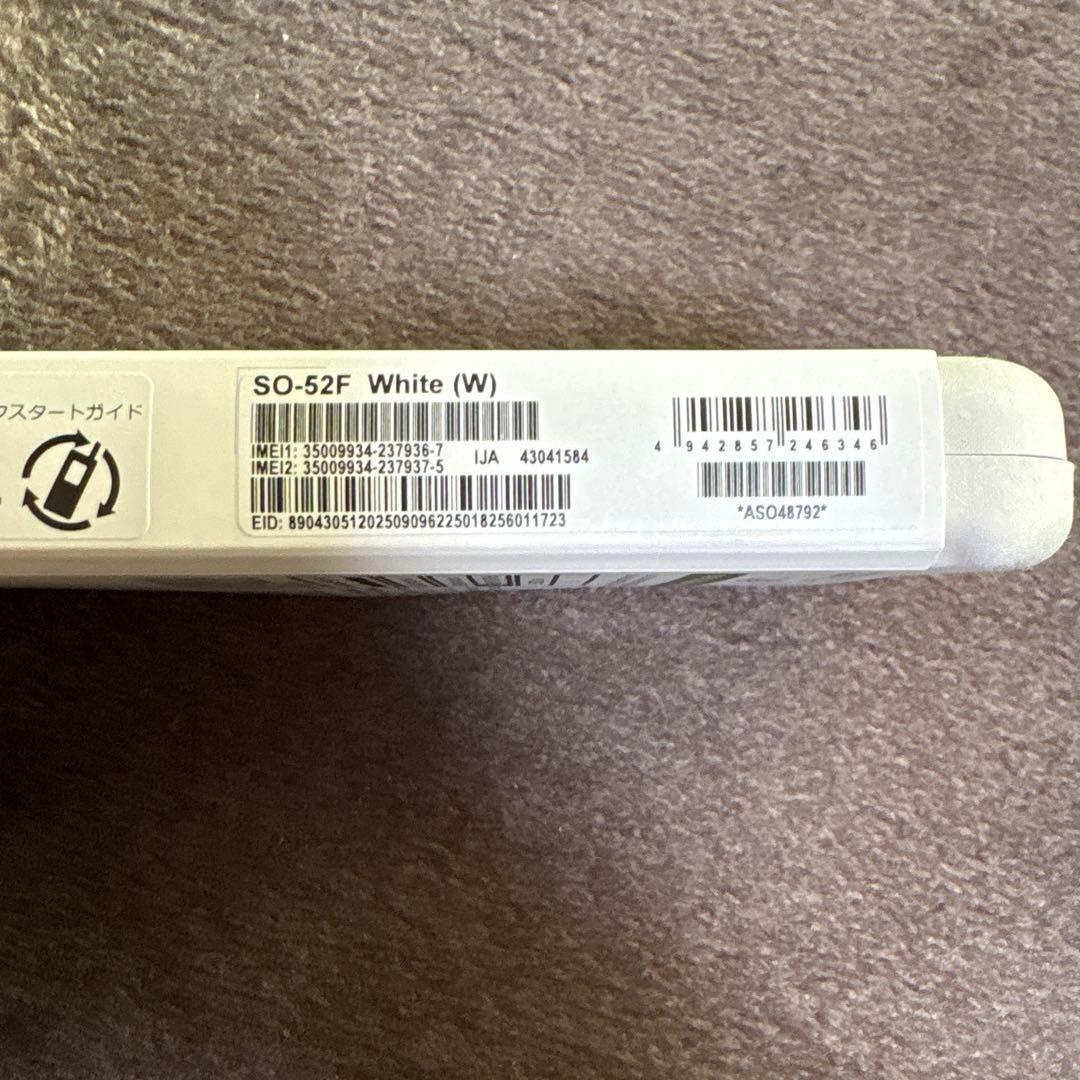 クスタートガイド
SO-52F White (W)
IMEI1: 35009934-237936-7
IMEI2: 35009934-237937-5
IJA 43041584
EID: 89043051202509096225018256011723
4 942857 246346
*ASO48792*